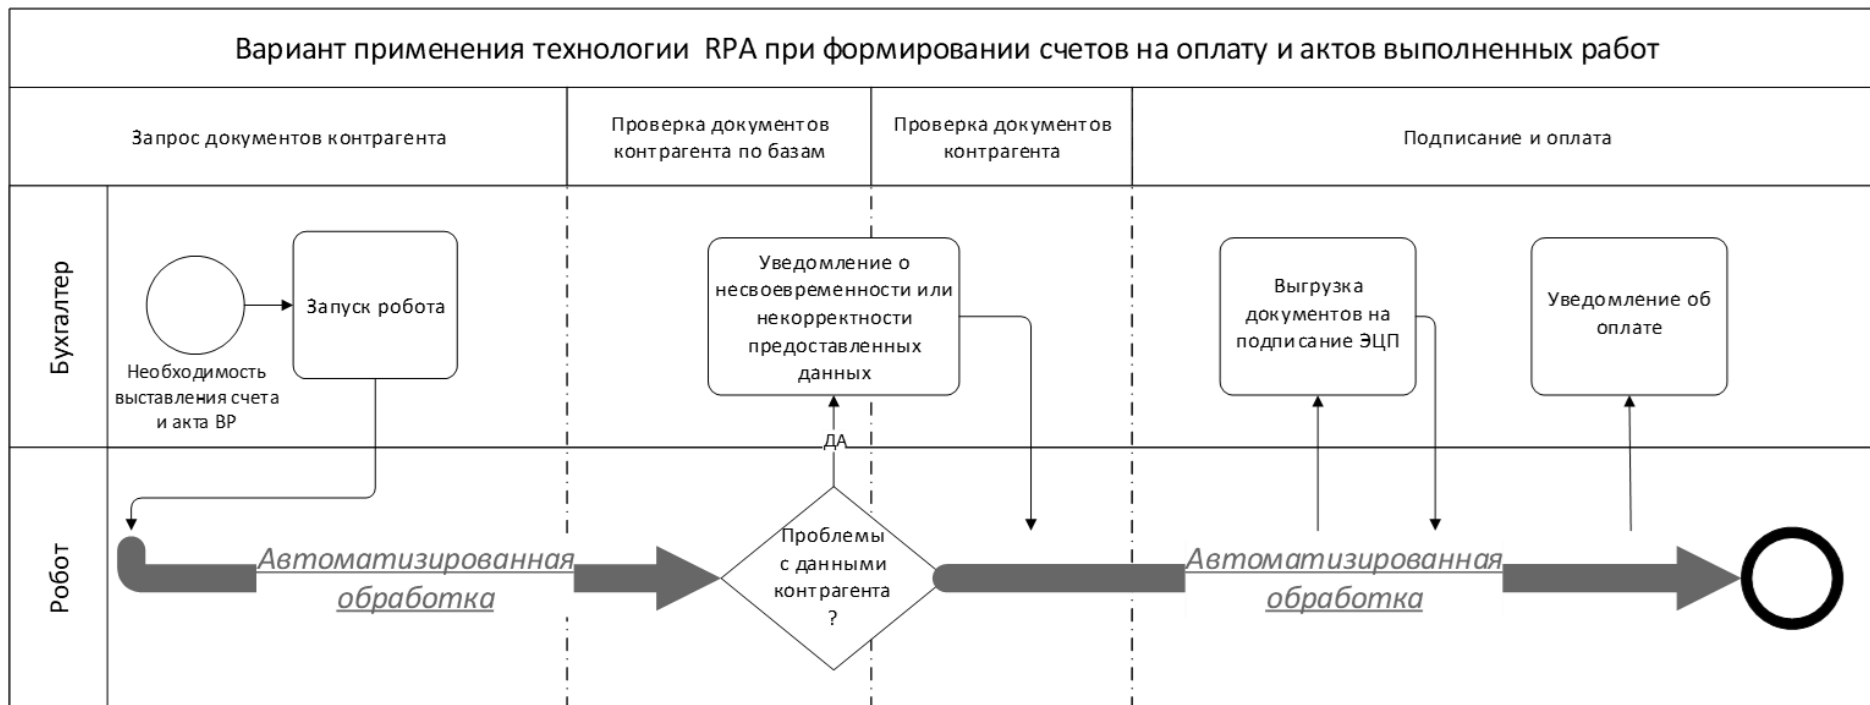 Вариант применения технологии RPA при формировании счетов на оплату и актов выполненных работ
Запрос документов контрагента
Проверка документов
контрагента по базам
Проверка документов
контрагента
Подписание и оплата
Бухгалтер
Необходимость
выставления счета
и акта ВР
Запуск робота
Уведомление о
несвоевременности или
некорректности
предоставленных
данных
Выгрузка
документов на
подписание ЭЦП
Уведомление об
оплате
ДА
Робот
Автоматизированная
обработка
Проблемы
с данными
контрагента
?
Автоматизированная
обработка